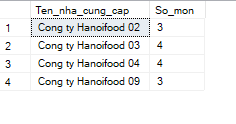 Ten_nha_cung_cap So_mon
1 Cong ty Hanoifood 02 3
2 Cong ty Hanoifood 03 4
3 Cong ty Hanoifood 04 4
4 Cong ty Hanoifood 09 3